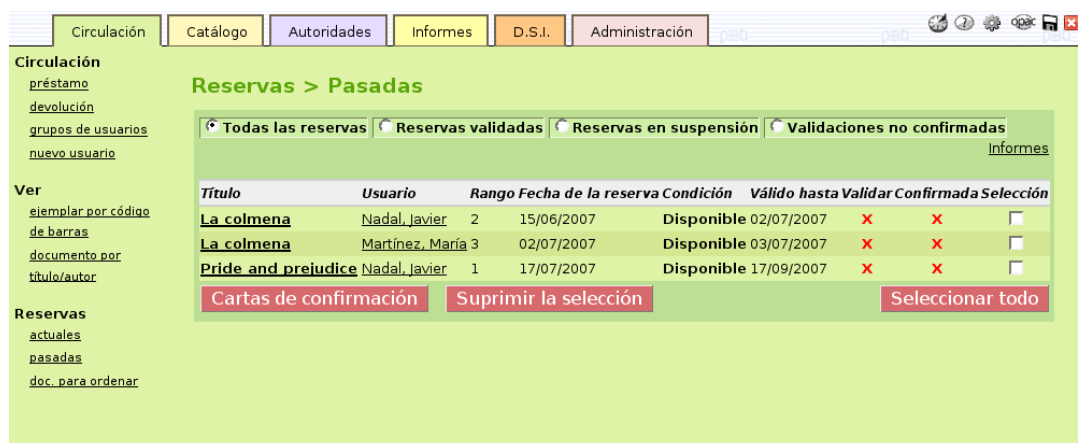 Circulación Catálogo Autoridades Informes D.S.I. Administración
opac
Circulación
préstamo
devolución
grupos de usuarios
nuevo usuario
Ver
ejemplar por código
de barras
documento por
título/autor
Reservas
actuales
pasadas
doc. para ordenar
Reservas > Pasadas
Todas las reservas Reservas validadas Reservas en suspensión Validaciones no confirmadas
Informes
Título Usuario Rango Fecha de la reserva Condición Válido hasta Validar Confirmada Selección
La colmena Nadal, Javier 2 15/06/2007 Disponible 02/07/2007 X X
La colmena Martínez, María 3 02/07/2007 Disponible 03/07/2007 X X
Pride and prejudice Nadal, Javier 1 17/07/2007 Disponible 17/09/2007 X X
Cartas de confirmación Suprimir la selección Seleccionar todo